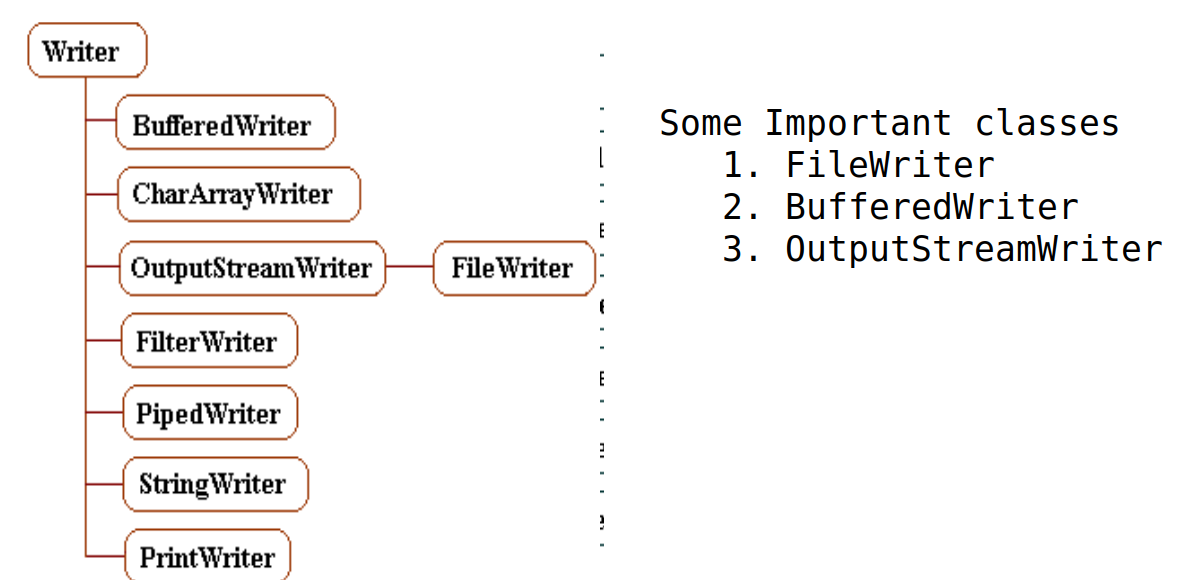 Writer
BufferedWriter
CharArrayWriter
OutputStreamWriter
FileWriter
FilterWriter
PipedWriter
StringWriter
PrintWriter
Some Important classes
1. FileWriter
2. BufferedWriter
3. OutputStreamWriter